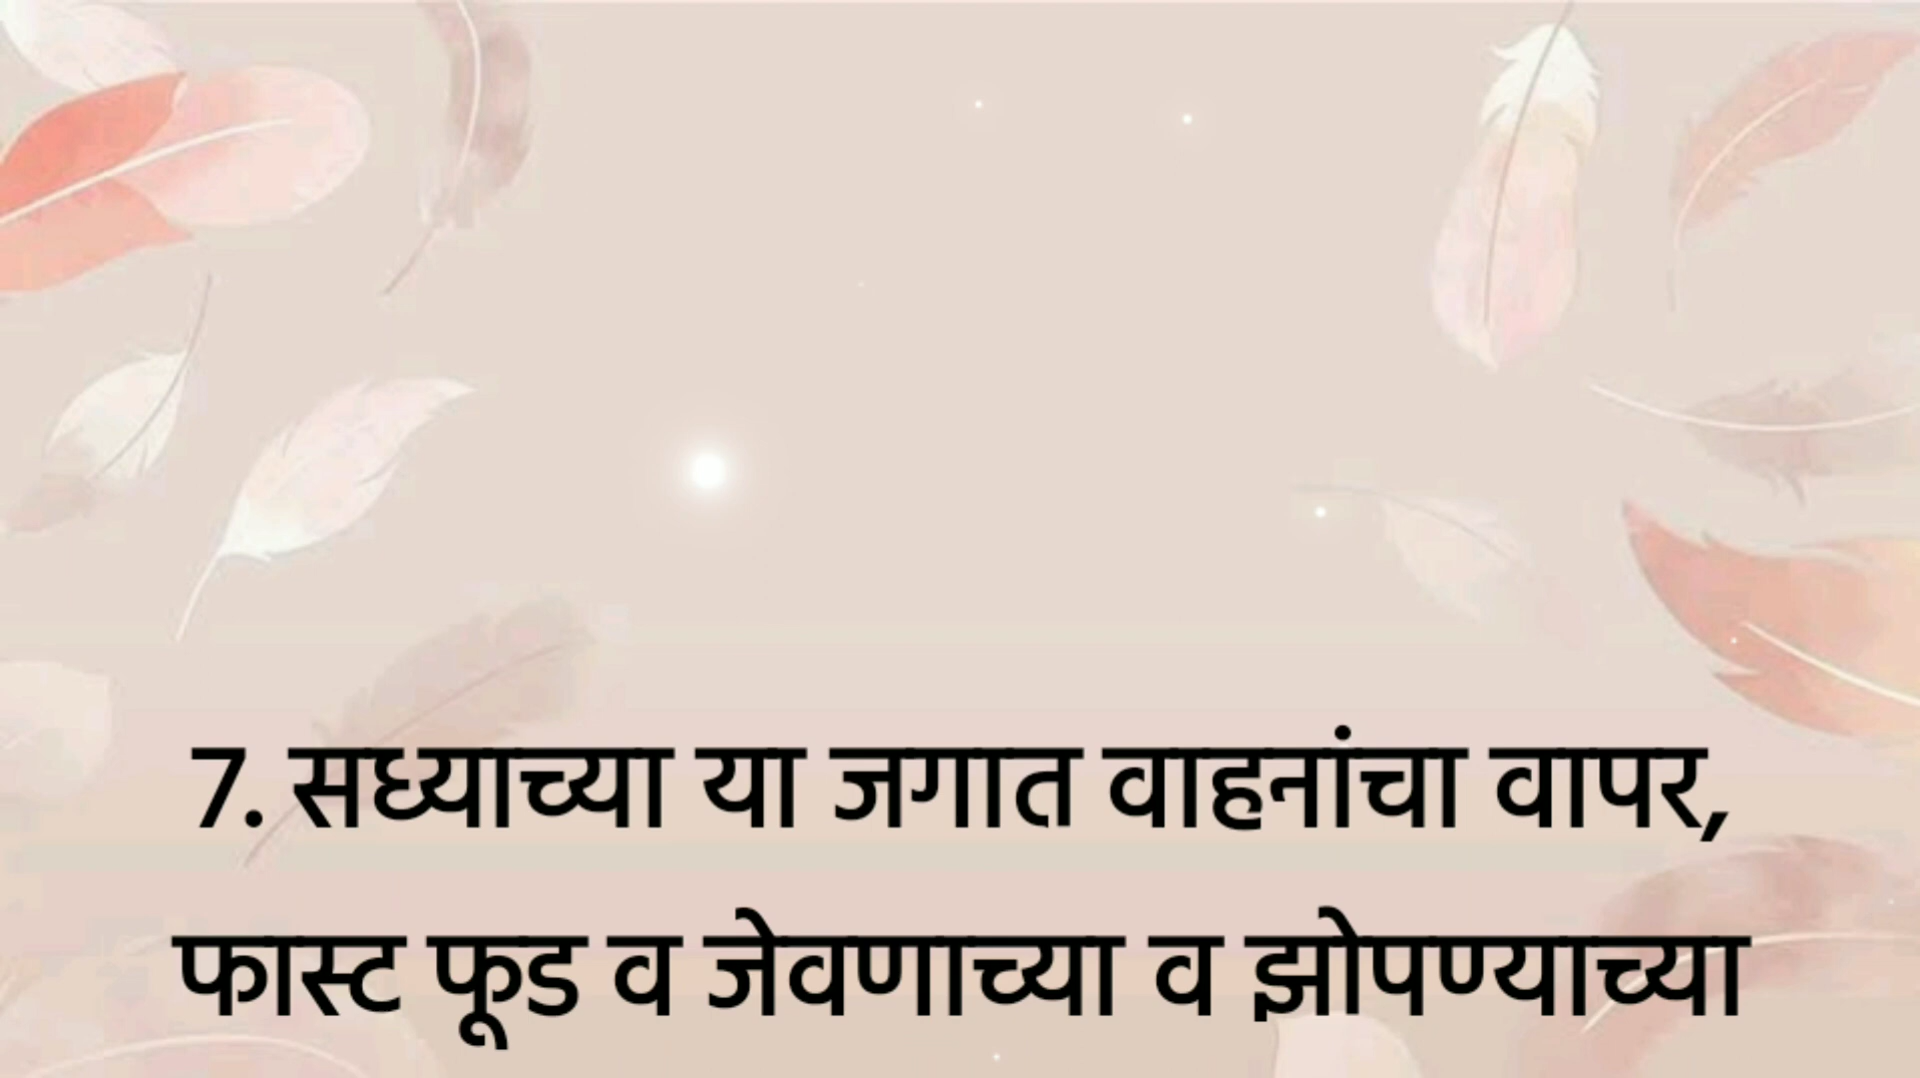 7. सध्याच्या या जगात वाहनांचा वापर,
फास्ट फूड व जेवणाच्या व झोपण्याच्या